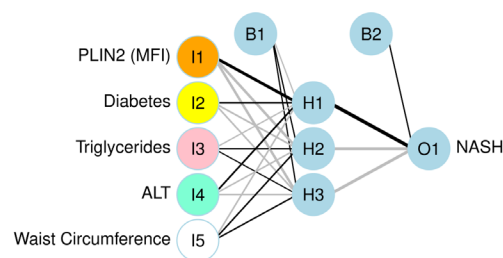 B1 B2
PLIN2 (MFI) I1
Diabetes I2 H1
Triglycerides I3 H2 O1 NASH
ALT I4 H3
Waist Circumference I5